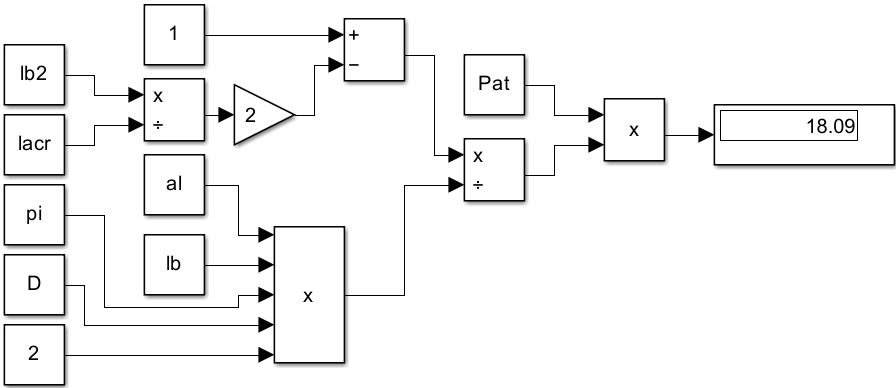 1
+
−
lb2
x
÷
2
Pat
x
18.09
lacr
x
÷
al
pi
lb
D
x
2